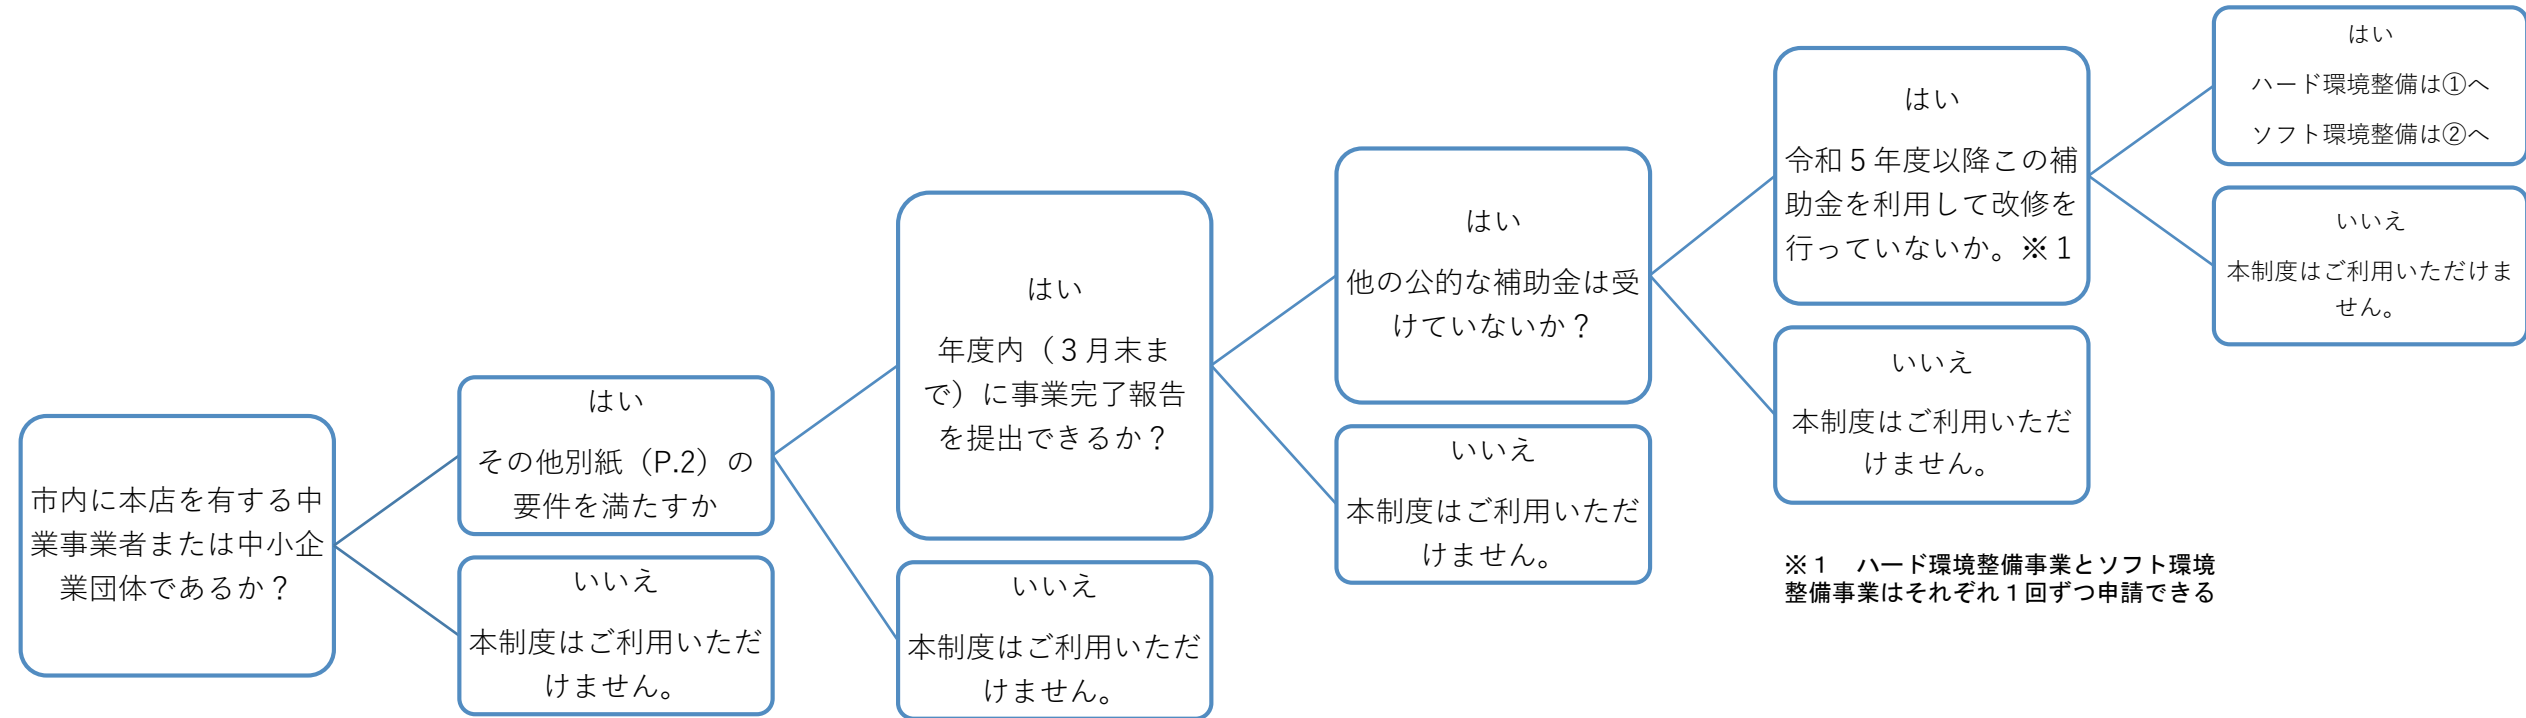 市内に本店を有する中
業事業者または中小企
業団体であるか？
はい
その他別紙（P.2）の
要件を満たすか
いいえ
本制度はご利用いただ
けません。
はい
年度内（３月末ま
で）に事業完了報告
を提出できるか？
いいえ
本制度はご利用いただ
けません。
はい
他の公的な補助金は受
けていないか？
いいえ
本制度はご利用いただ
けません。
はい
令和５年度以降この補
助金を利用して改修を
行っていないか。※１
いいえ
本制度はご利用いただ
けません。
はい
ハード環境整備は①へ
ソフト環境整備は②へ
いいえ
本制度はご利用いただけま
せん。
※１　ハード環境整備事業とソフト環境
整備事業はそれぞれ１回ずつ申請できる